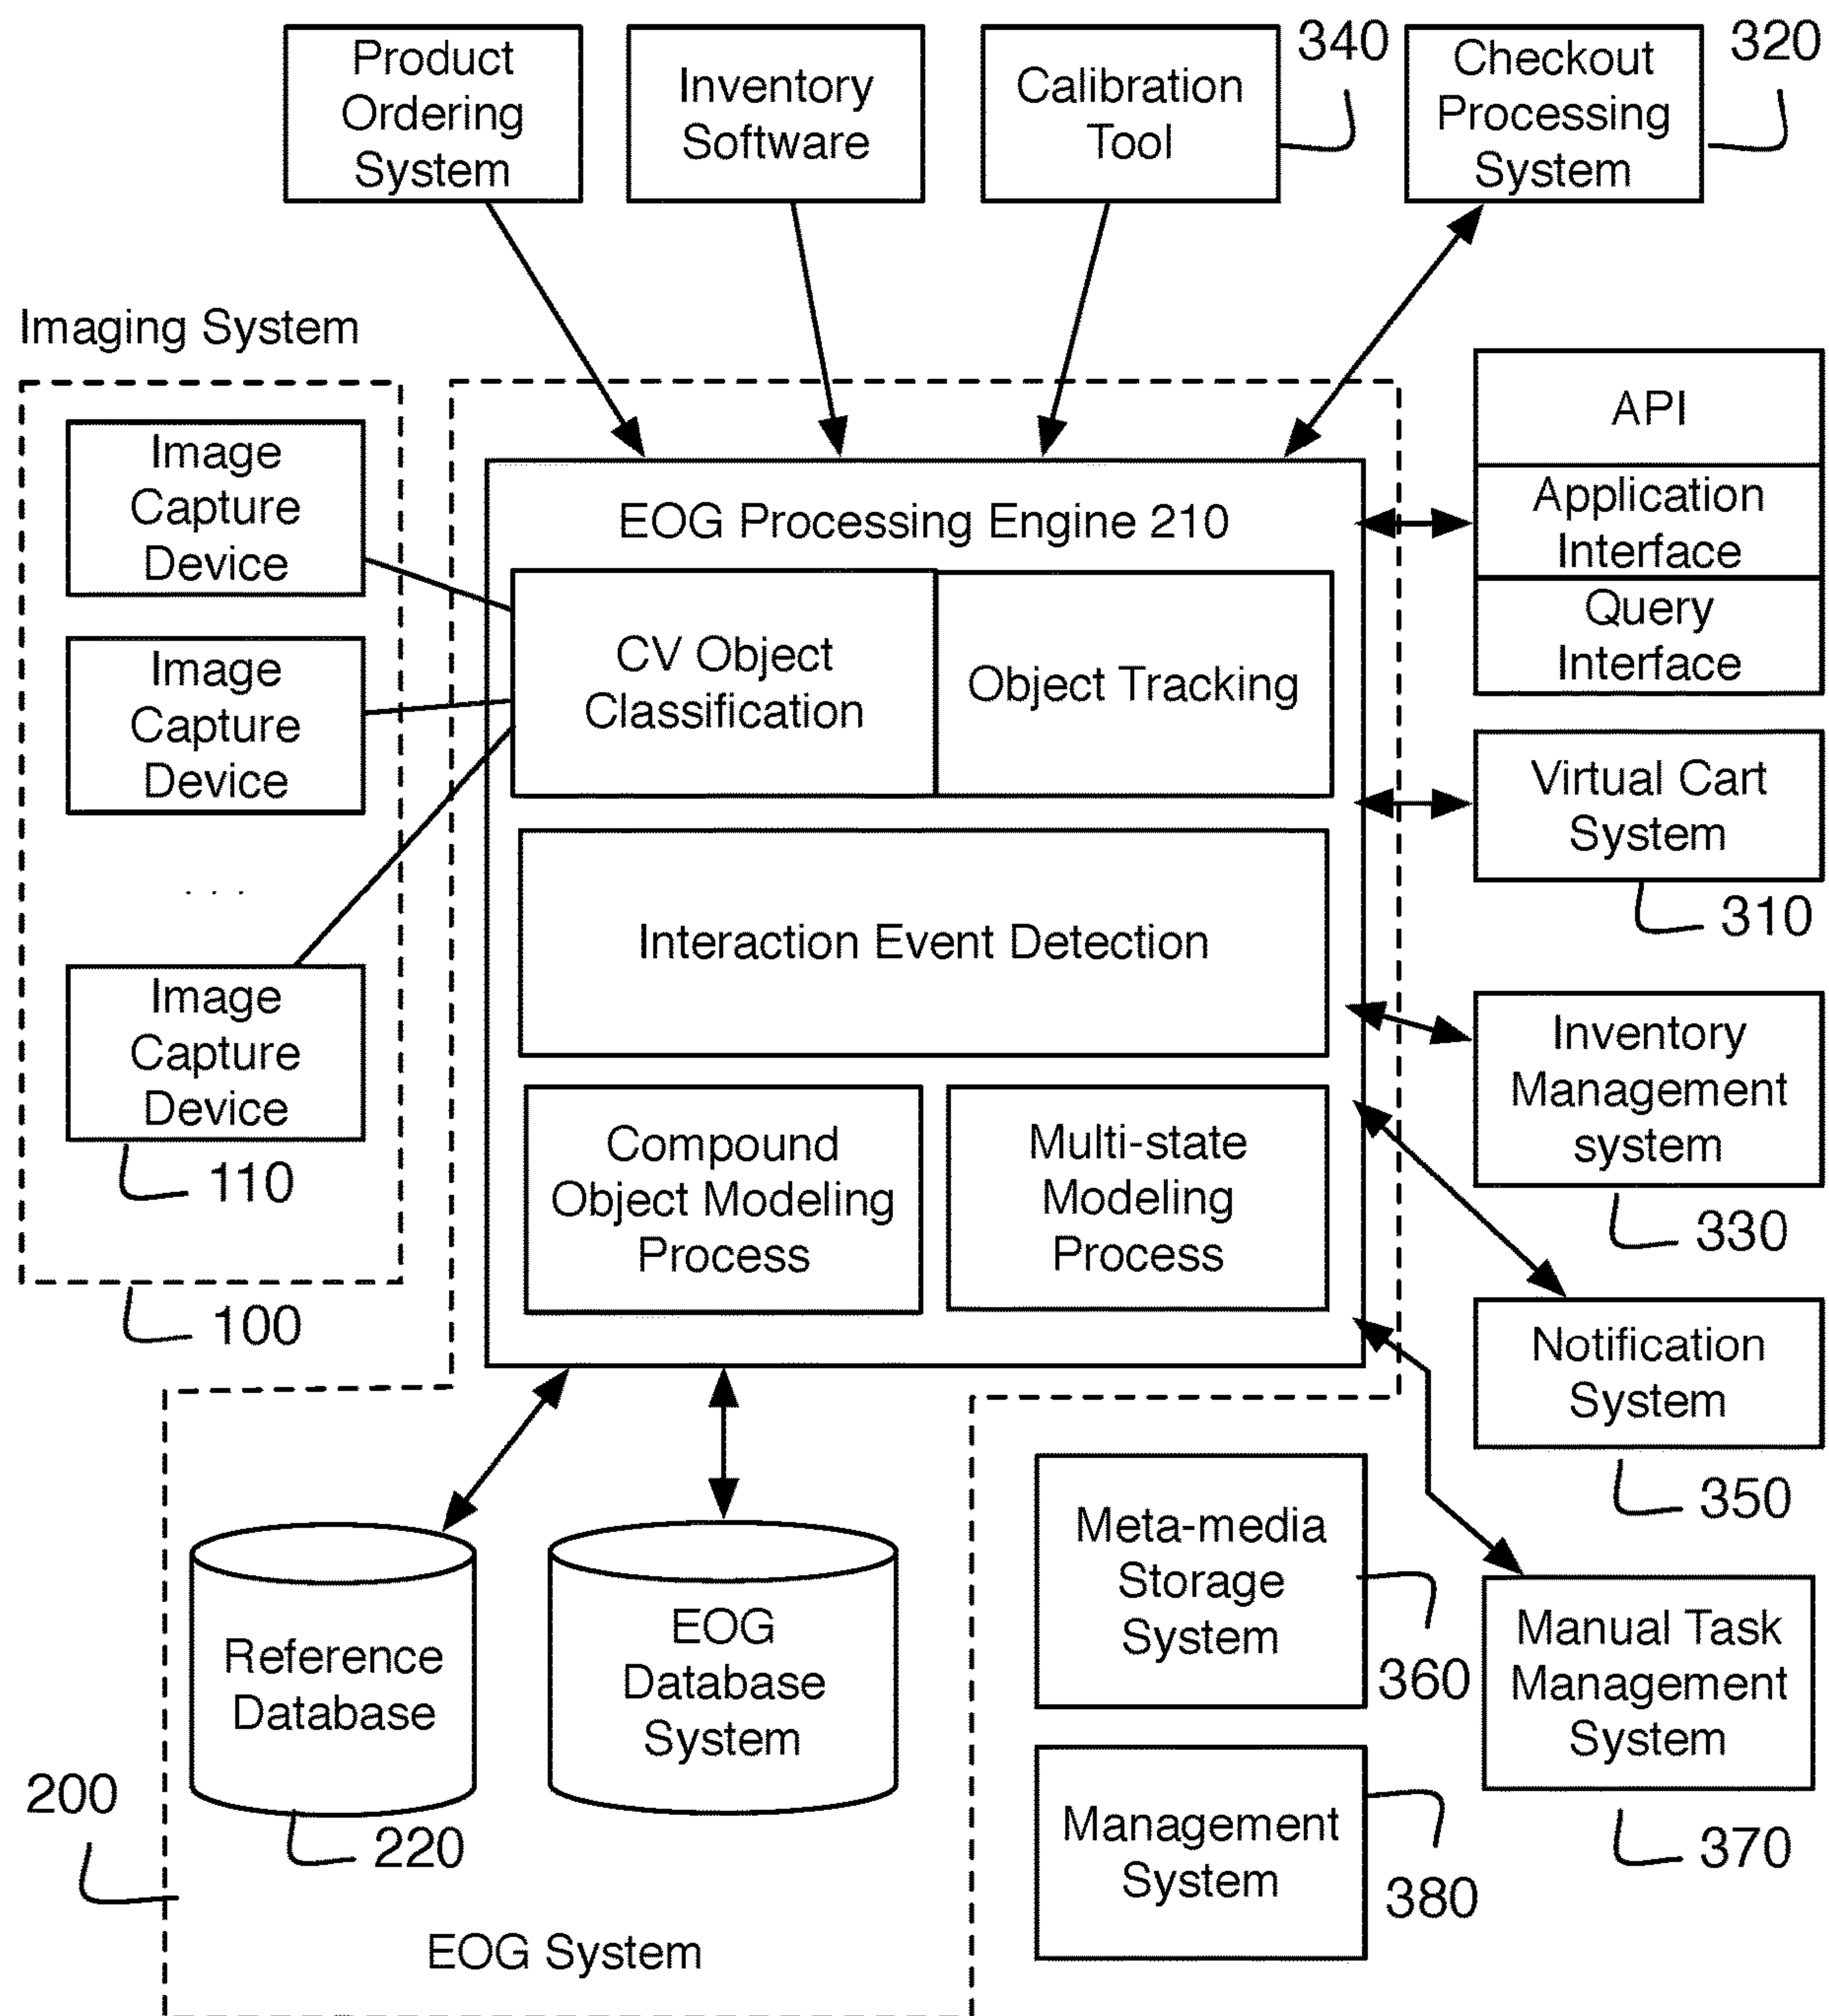 Product
Ordering
System
Inventory
Software
Calibration
Tool
340
Checkout
Processing
System
320
Imaging System
Image
Capture
Device
Image
Capture
Device
. . .
Image
Capture
Device
110
100
EOG Processing Engine 210
CV Object
Classification
Object Tracking
Interaction Event Detection
Compound
Object Modeling
Process
Multi-state
Modeling
Process
API
Application
Interface
Query
Interface
Virtual Cart
System
310
Inventory
Management
system
330
Notification
System
350
Reference
Database
220
EOG
Database
System
200
EOG System
Meta-media
Storage
System
360
Manual Task
Management
System
370
Management
System
380